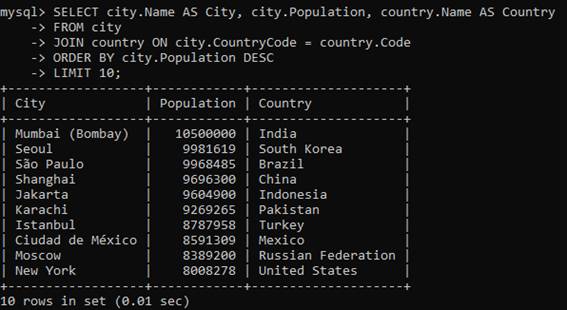 mysql> SELECT city.Name AS City, city.Population, country.Name AS Country
    -> FROM city
    -> JOIN country ON city.CountryCode = country.Code
    -> ORDER BY city.Population DESC
    -> LIMIT 10;
+------------------+------------+--------------------+
| City             | Population | Country            |
+------------------+------------+--------------------+
| Mumbai (Bombay)  |   10500000 | India              |
| Seoul            |    9981619 | South Korea        |
| São Paulo        |    9968485 | Brazil             |
| Shanghai         |    9696300 | China              |
| Jakarta          |    9604900 | Indonesia          |
| Karachi          |    9269265 | Pakistan           |
| Istanbul         |    8787958 | Turkey             |
| Ciudad de México |    8591309 | Mexico             |
| Moscow           |    8389200 | Russian Federation |
| New York         |    8008278 | United States      |
+------------------+------------+--------------------+
10 rows in set (0.01 sec)